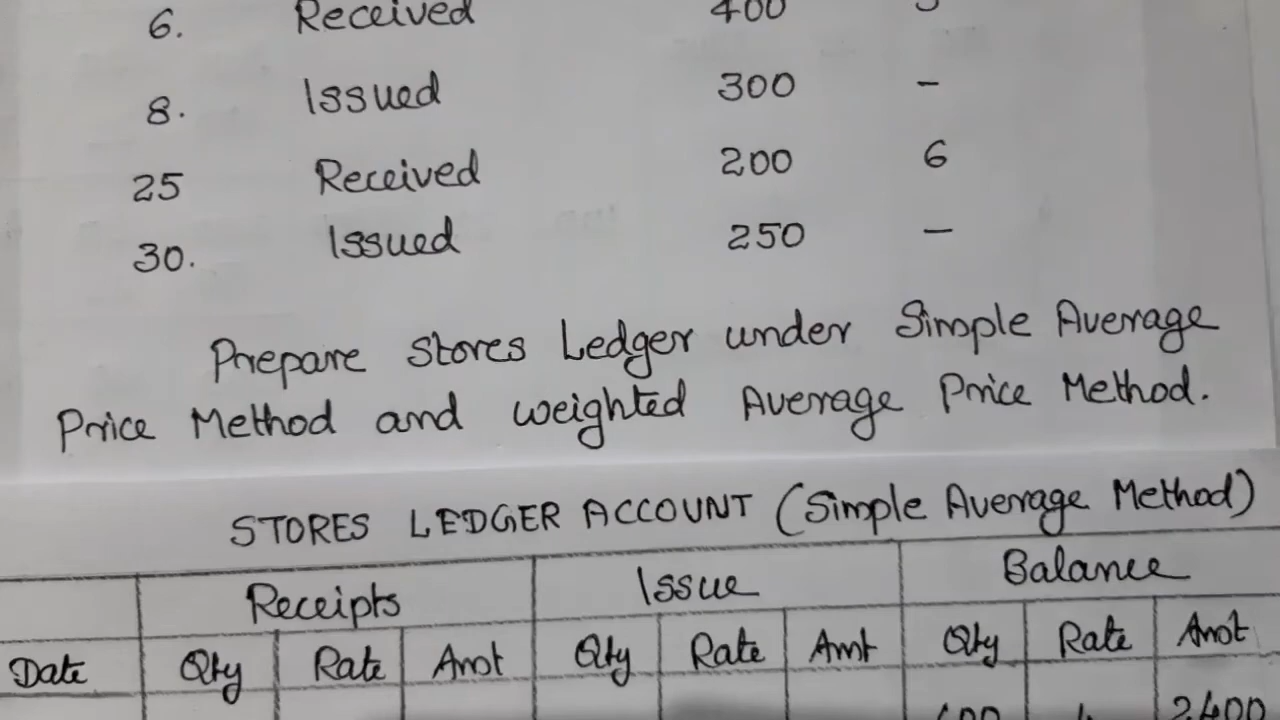 6. Received 400
8. Issued 300 -
25 Received 200 6
30. Issued 250 -
Prepare Stores Ledger under Simple Average
Price Method and weighted Average Price Method.
STORES LEDGER ACCOUNT (Simple Average Method)
Receipts Issue Balance
Date Qty Rate Amt Qty Rate Amt Qty Rate Amt
2400